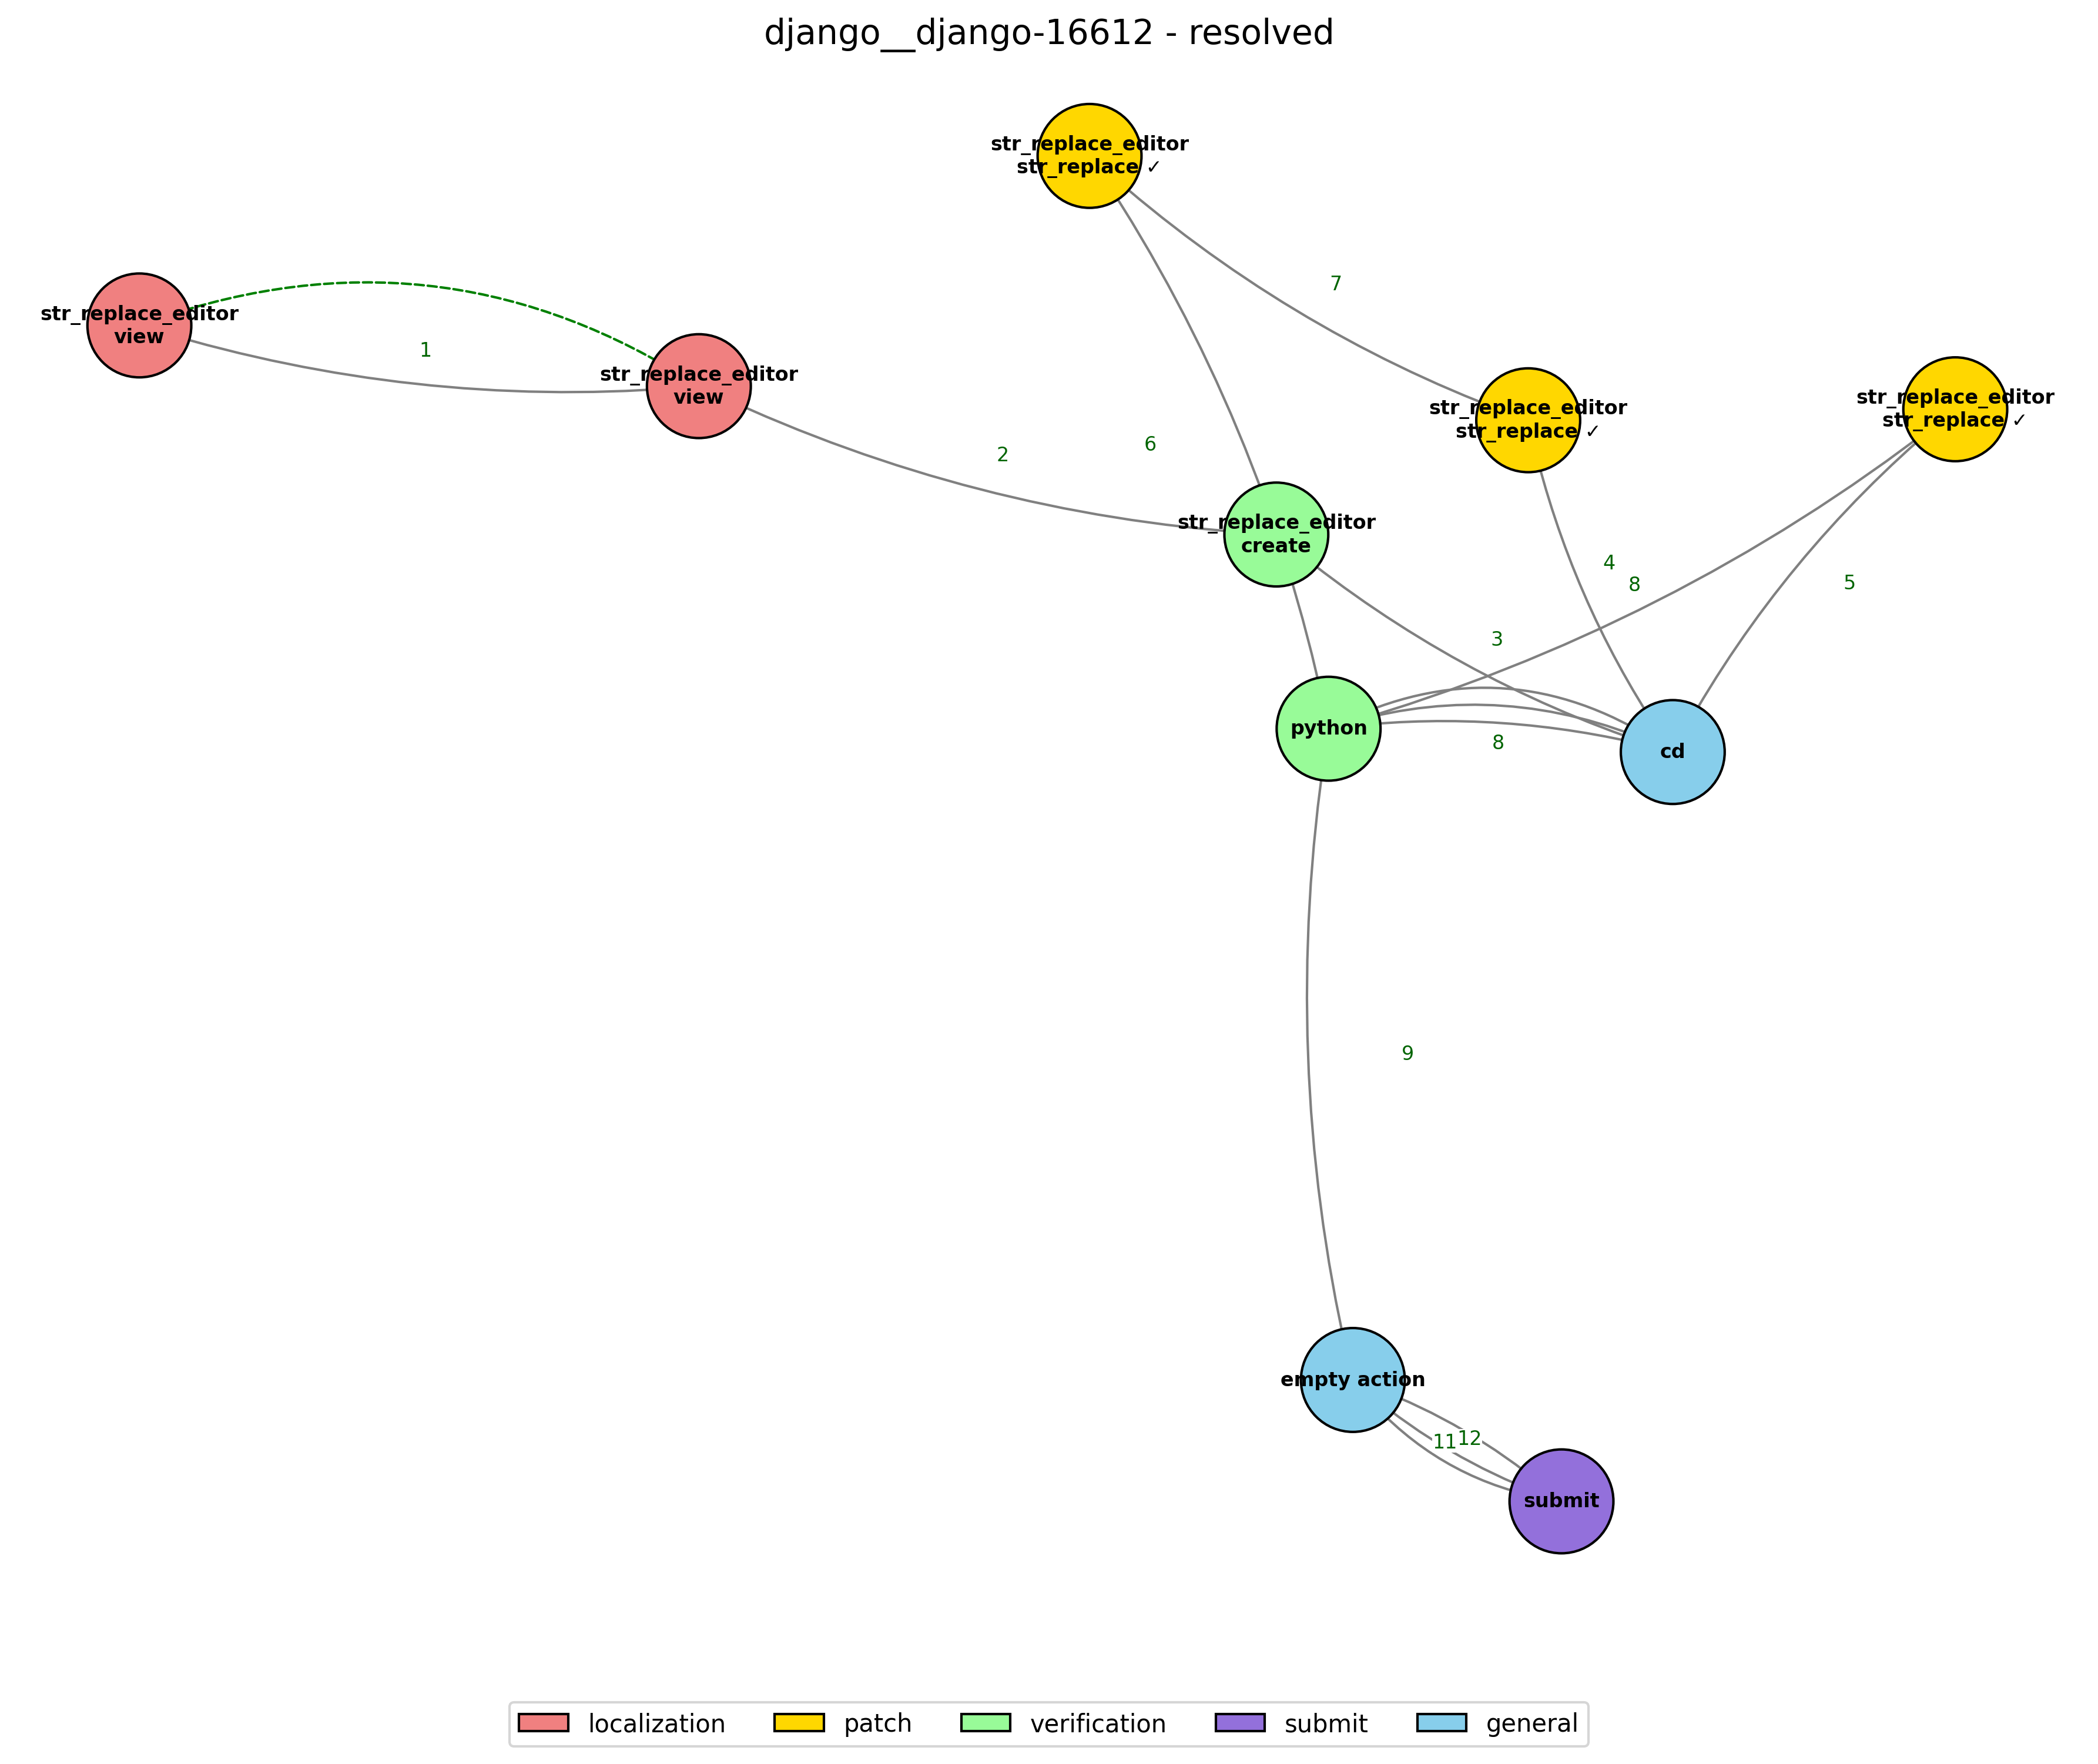 django__django-16612 - resolved
str_replace_editor
str_replace ✓
7
str_replace_editor
view
1
str_replace_editor
view
2
6
str_replace_editor
str_replace ✓
str_replace_editor
str_replace ✓
str_replace_editor
create
4
8
5
3
python
8
cd
9
empty action
11
12
submit
localization
patch
verification
submit
general